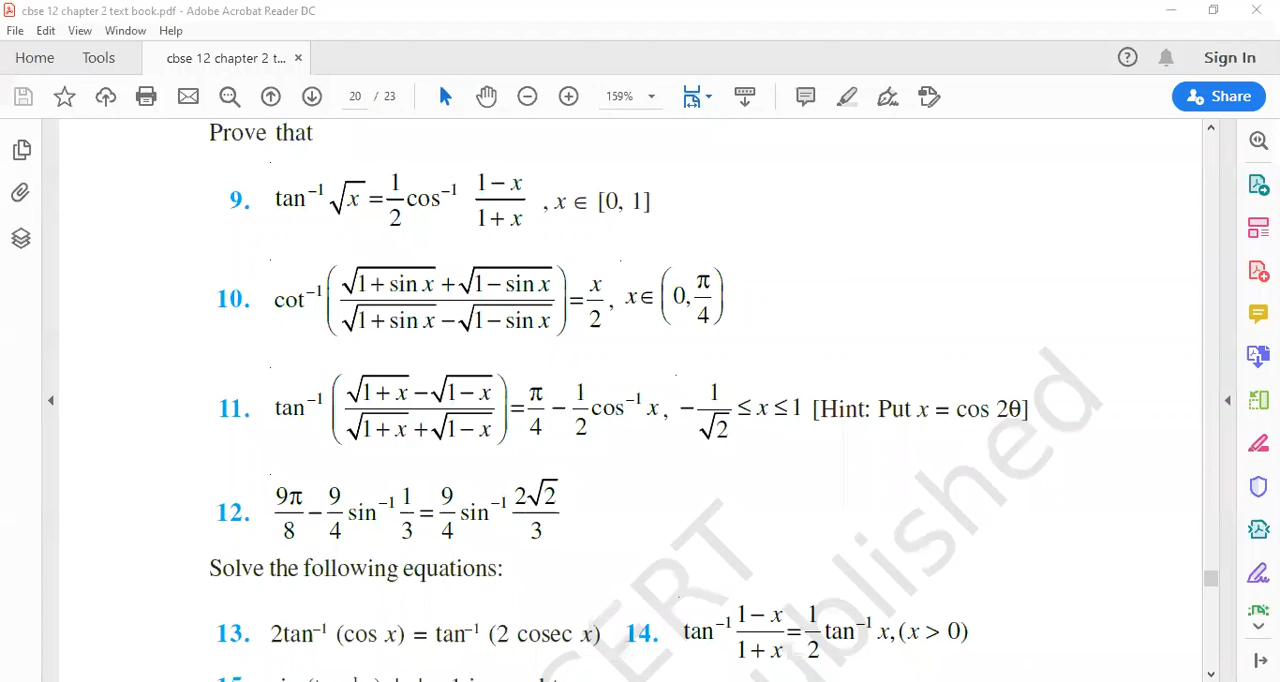 cbse 12 chapter 2 text book.pdf - Adobe Acrobat Reader DC
File Edit View Window Help
Home Tools cbse 12 chapter 2 t... × Sign In
20 / 23 159% Share
Prove that
9. tan⁻¹ √x = 1/2 cos⁻¹ (1 − x)/(1 + x) , x ∈ [0, 1]
10. cot⁻¹ ((√(1 + sin x) + √(1 − sin x))/(√(1 + sin x) − √(1 − sin x))) = x/2 , x ∈ (0, π/4)
11. tan⁻¹ ((√(1 + x) − √(1 − x))/(√(1 + x) + √(1 − x))) = π/4 − 1/2 cos⁻¹ x, − 1/√2 ≤ x ≤ 1 [Hint: Put x = cos 2θ]
12. 9π/8 − 9/4 sin⁻¹ 1/3 = 9/4 sin⁻¹ 2√2/3
Solve the following equations:
13. 2tan⁻¹ (cos x) = tan⁻¹ (2 cosec x) 14. tan⁻¹ (1 − x)/(1 + x) = 1/2 tan⁻¹ x, (x > 0)